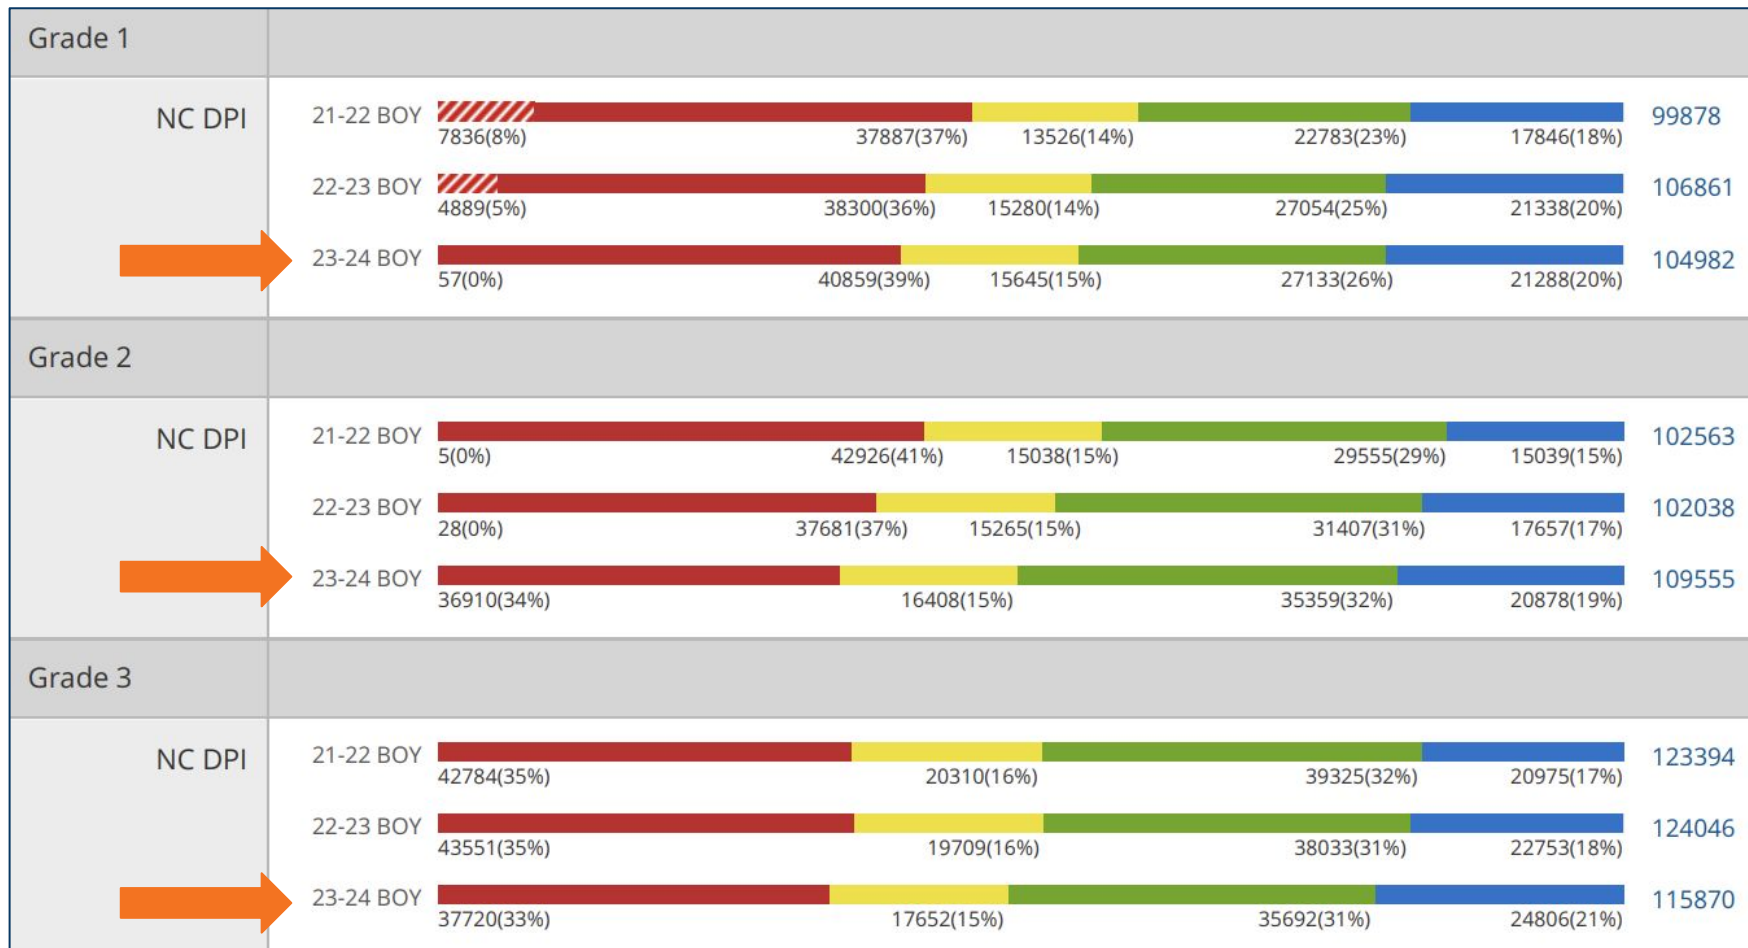 Grade 1
NC DPI
21-22 BOY 99878
7836(8%) 37887(37%) 13526(14%) 22783(23%) 17846(18%)
22-23 BOY 106861
4889(5%) 38300(36%) 15280(14%) 27054(25%) 21338(20%)
23-24 BOY 104982
57(0%) 40859(39%) 15645(15%) 27133(26%) 21288(20%)
Grade 2
NC DPI
21-22 BOY 102563
5(0%) 42926(41%) 15038(15%) 29555(29%) 15039(15%)
22-23 BOY 102038
28(0%) 37681(37%) 15265(15%) 31407(31%) 17657(17%)
23-24 BOY 109555
36910(34%) 16408(15%) 35359(32%) 20878(19%)
Grade 3
NC DPI
21-22 BOY 123394
42784(35%) 20310(16%) 39325(32%) 20975(17%)
22-23 BOY 124046
43551(35%) 19709(16%) 38033(31%) 22753(18%)
23-24 BOY 115870
37720(33%) 17652(15%) 35692(31%) 24806(21%)